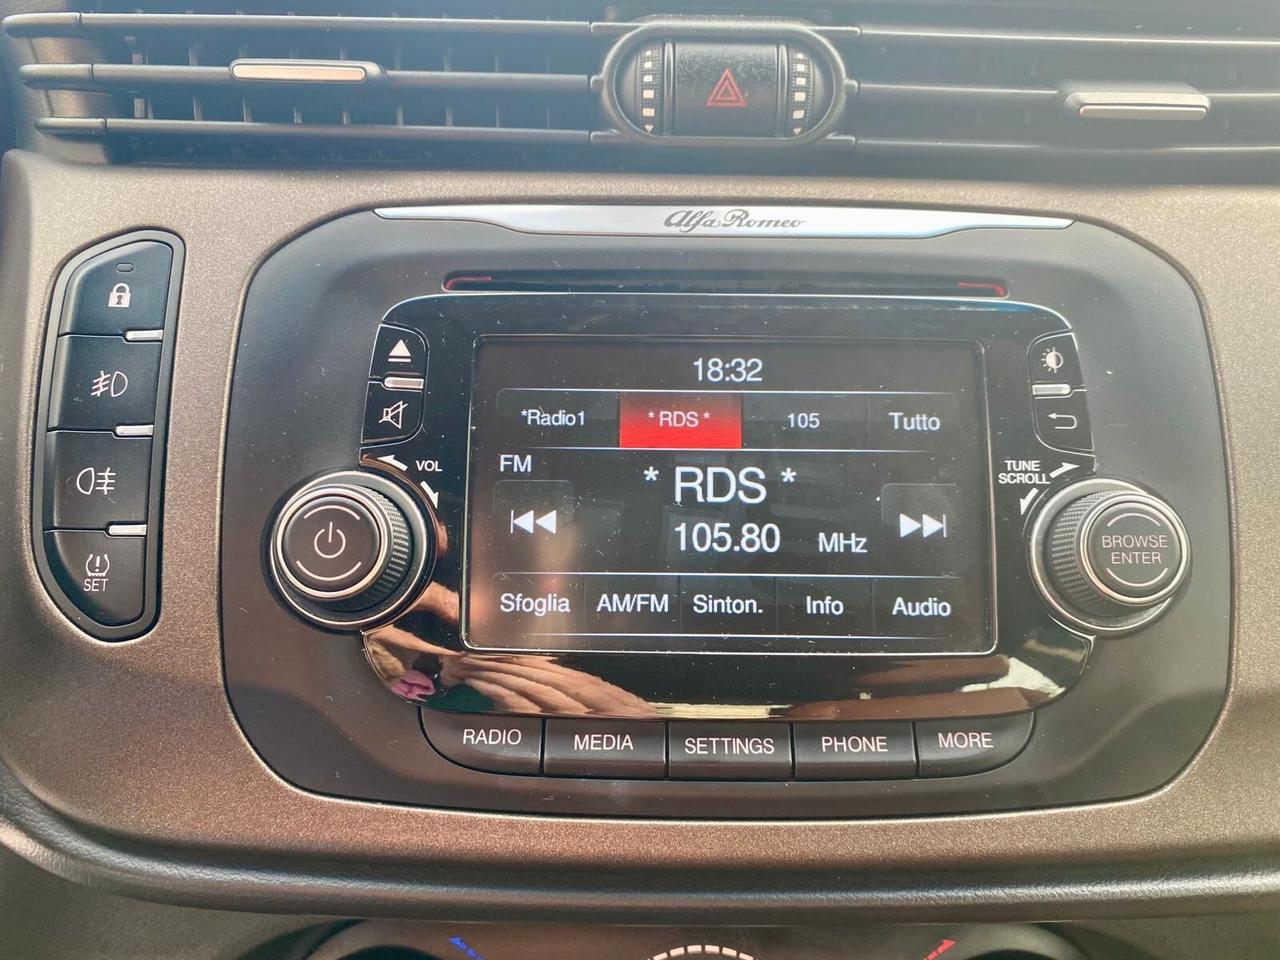 Alfa Romeo
18:32
*Radio1 * RDS * 105 Tutto
FM
* RDS *
105.80 MHz
Sfoglia AM/FM Sinton. Info Audio
VOL
TUNE
SCROLL
BROWSE
ENTER
SET
RADIO MEDIA SETTINGS PHONE MORE